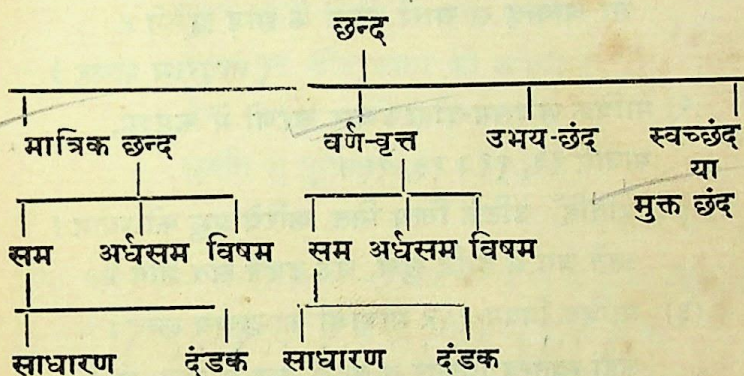 छन्द
मात्रिक छन्द वर्ण-वृत्त उभय-छंद स्वच्छंद
या
मुक्त छंद
सम अर्धसम विषम सम अर्धसम विषम
साधारण दंडक साधारण दंडक